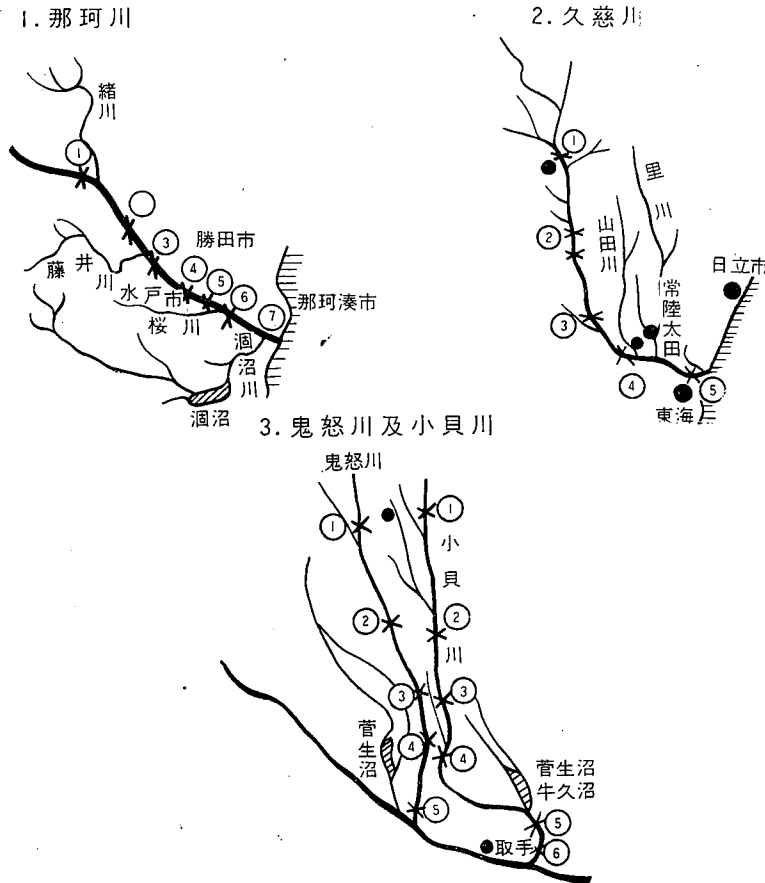 1. 那珂川
緒川
①
③
勝田市
④
⑤
⑥
⑦
藤井川
水戸市
桜川
那珂湊市
涸沼川
涸沼
2. 久慈川
①
里川
山田川
②
日立市
常陸太田
③
④
⑤
東海
3. 鬼怒川及小貝川
鬼怒川
①
①
小貝川
②
②
③
③
菅生沼
④
④
菅生沼
牛久沼
⑤
⑤
取手
⑥